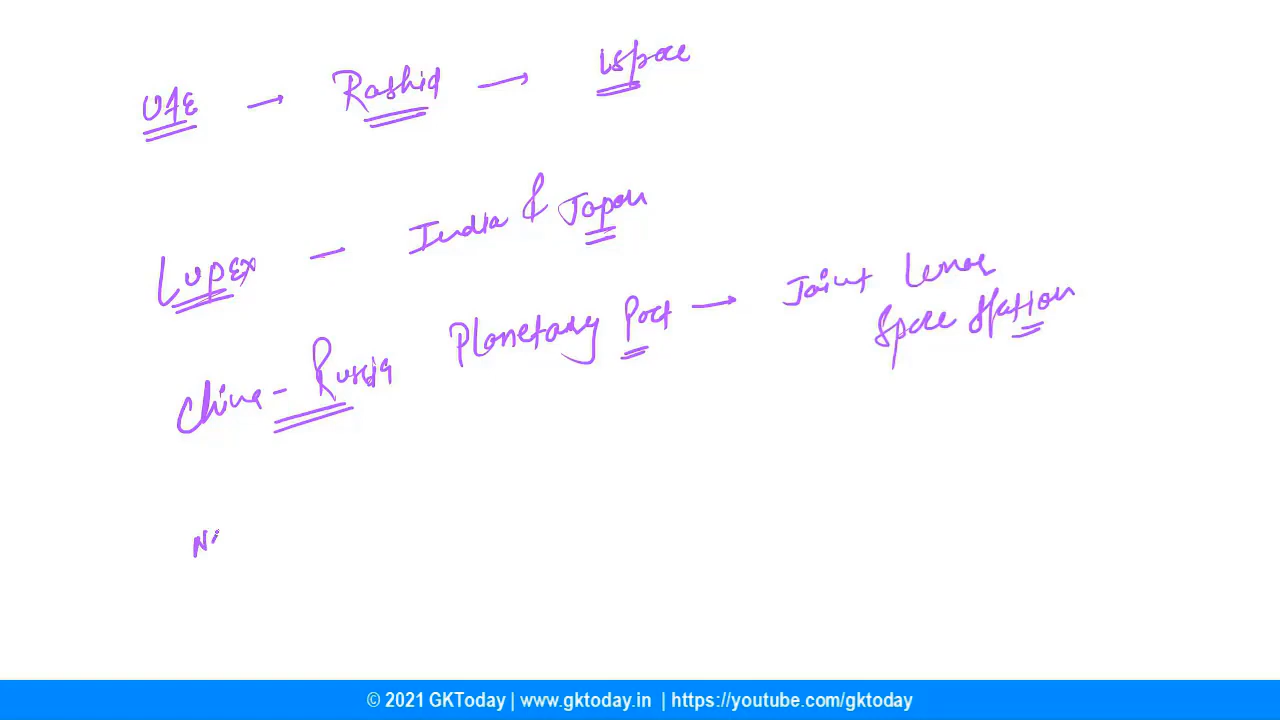 UAE → Rashid → ispace
Lupex — India & Japan
China - Russia Planetary Pact → Joint Lunar
Space Station
© 2021 GKToday | www.gktoday.in | https://youtube.com/gktoday